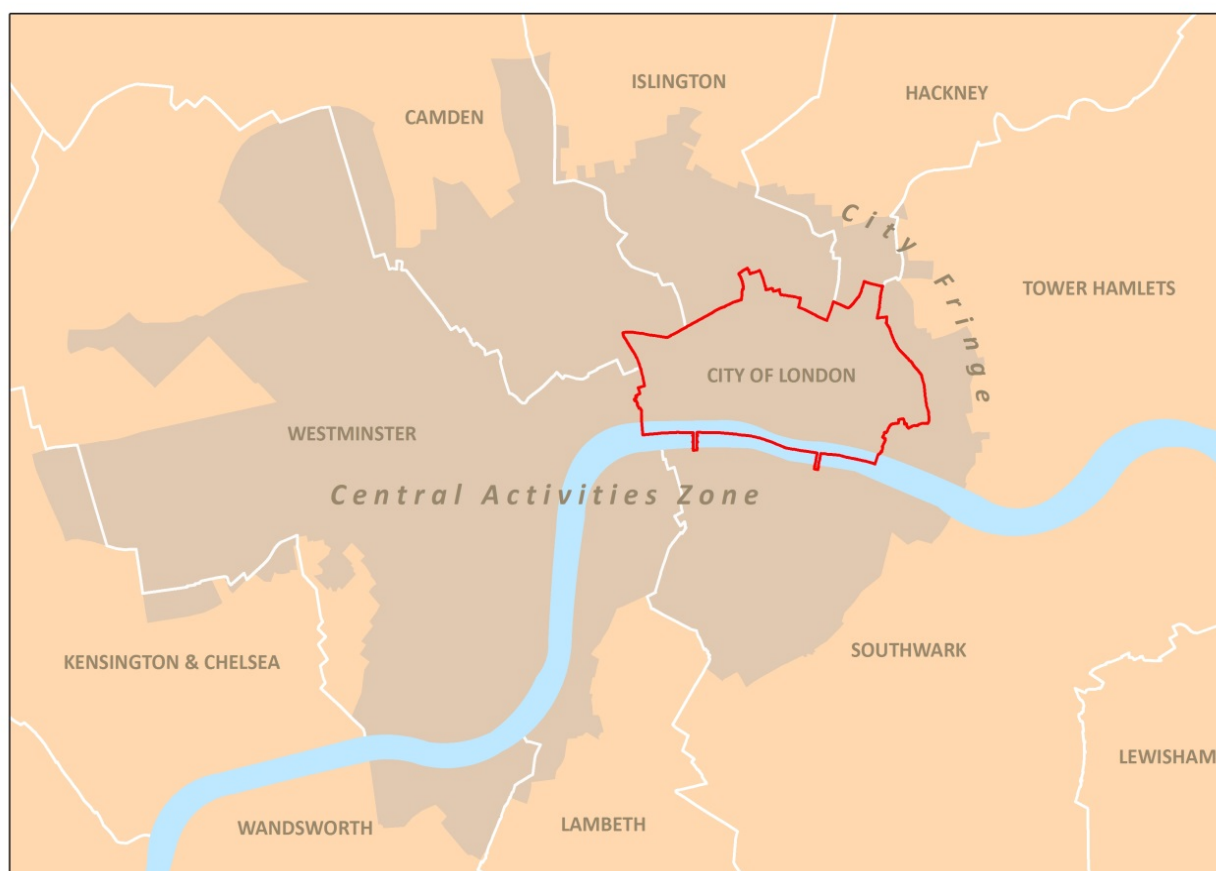 ISLINGTON
HACKNEY
CAMDEN
City Fringe
TOWER HAMLETS
CITY OF LONDON
WESTMINSTER
Central Activities Zone
SOUTHWARK
KENSINGTON & CHELSEA
LEWISHAM
LAMBETH
WANDSWORTH